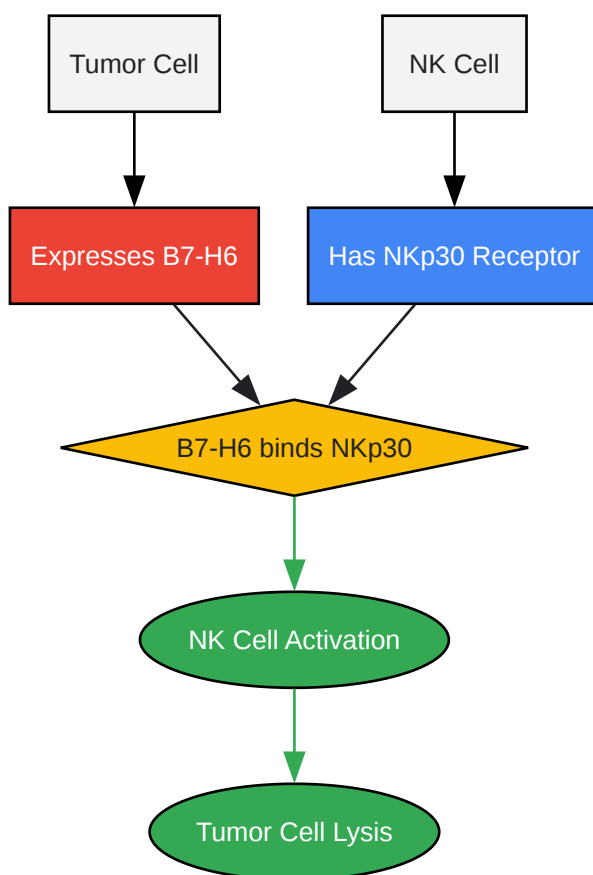 Tumor Cell
NK Cell
Expresses B7-H6
Has NKp30 Receptor
B7-H6 binds NKp30
NK Cell Activation
Tumor Cell Lysis